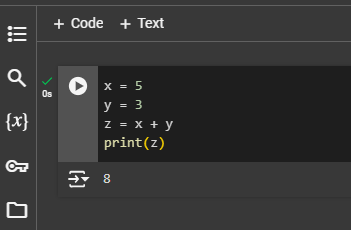 + Code + Text
0s
x = 5
y = 3
z = x + y
print(z)
{x}
8